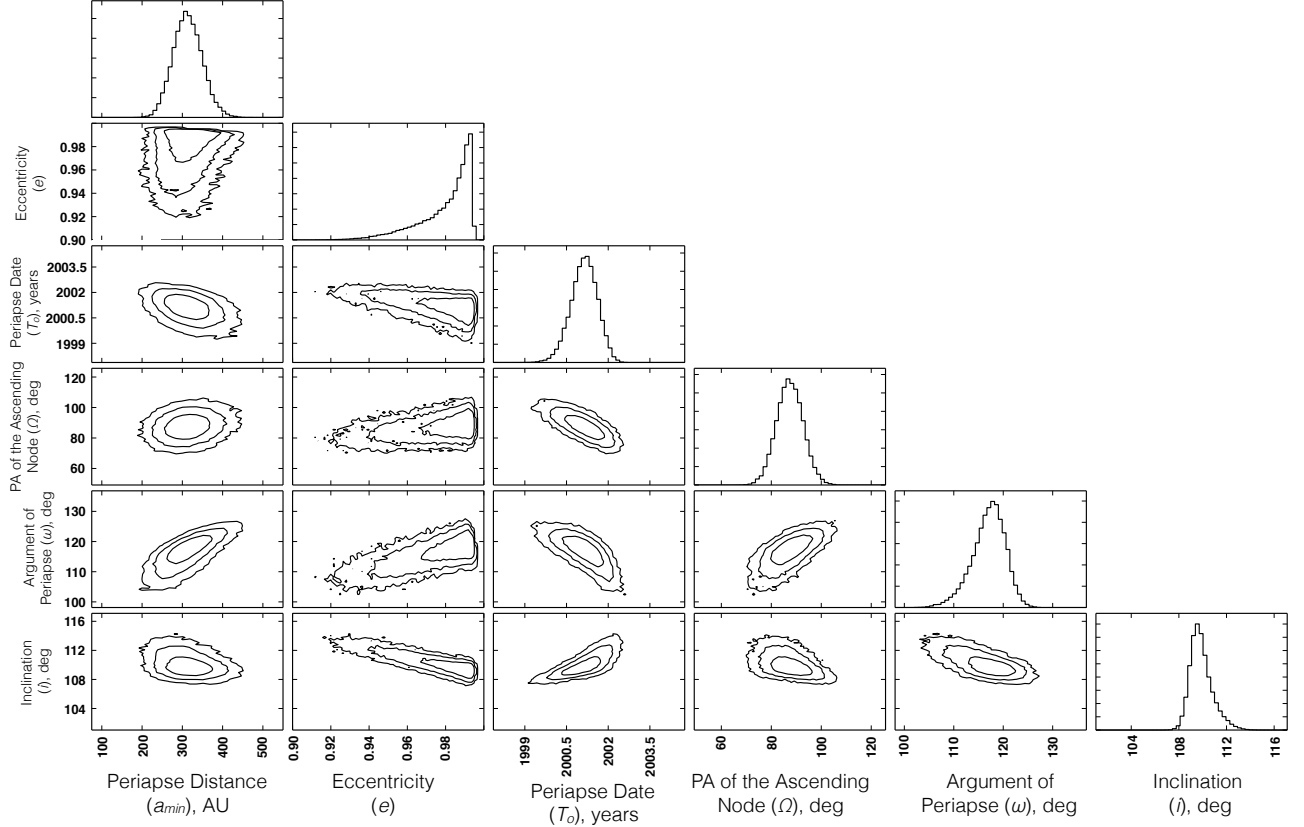 0.98
0.96
0.94
0.92
0.90
Eccentricity
(e)
2003.5
2002
2000.5
1999
Periapse Date
(To), years
120
100
80
60
PA of the Ascending
Node (Ω), deg
130
120
110
100
Argument of
Periapse (ω), deg
116
112
108
104
Inclination
(i), deg
100 200 300 400 500
0.90 0.92 0.94 0.96 0.98
1999 2000.5 2002 2003.5
60 80 100 120
100 110 120 130
104 108 112 116
Periapse Distance
(amin), AU
Eccentricity
(e)
Periapse Date
(To), years
PA of the Ascending
Node (Ω), deg
Argument of
Periapse (ω), deg
Inclination
(i), deg